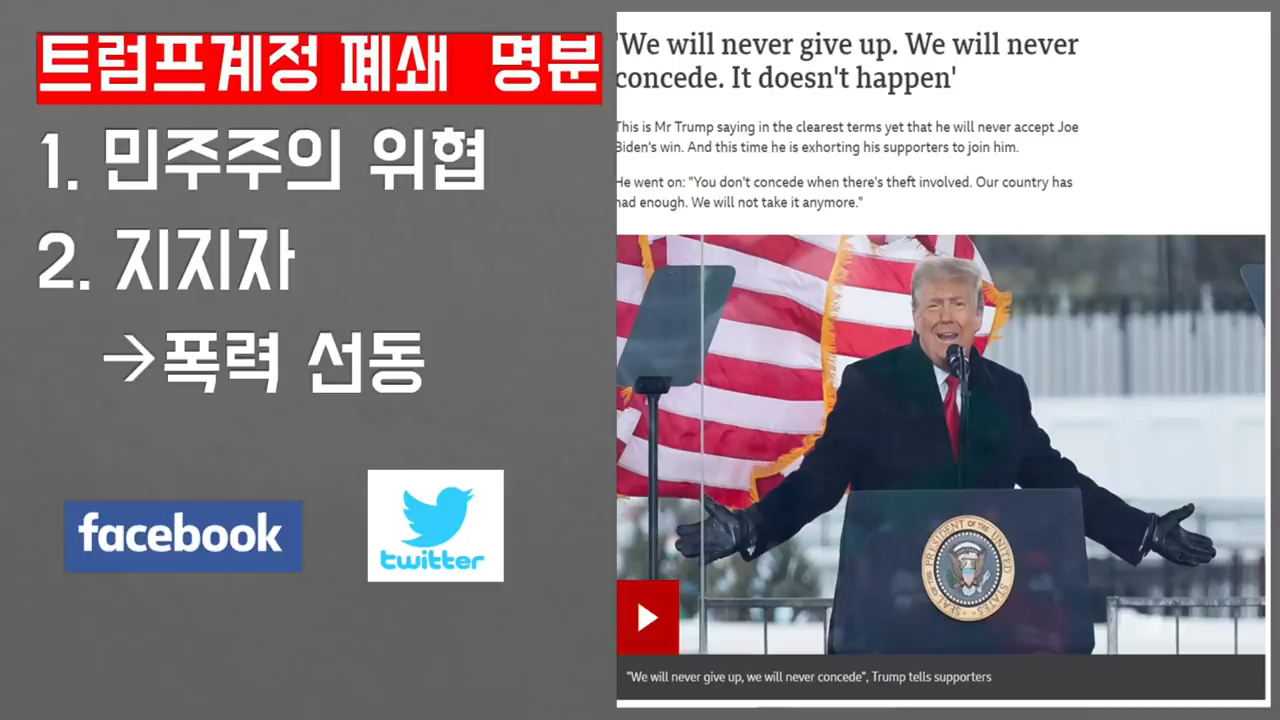 트럼프계정 폐쇄 명분
1. 민주주의 위협
2. 지지자
→폭력 선동
facebook
twitter
'We will never give up. We will never
concede. It doesn't happen'
This is Mr Trump saying in the clearest terms yet that he will never accept Joe
Biden's win. And this time he is exhorting his supporters to join him.
He went on: "You don't concede when there's theft involved. Our country has
had enough. We will not take it anymore."
PRESIDENT OF THE UNITED STATES
"We will never give up, we will never concede", Trump tells supporters